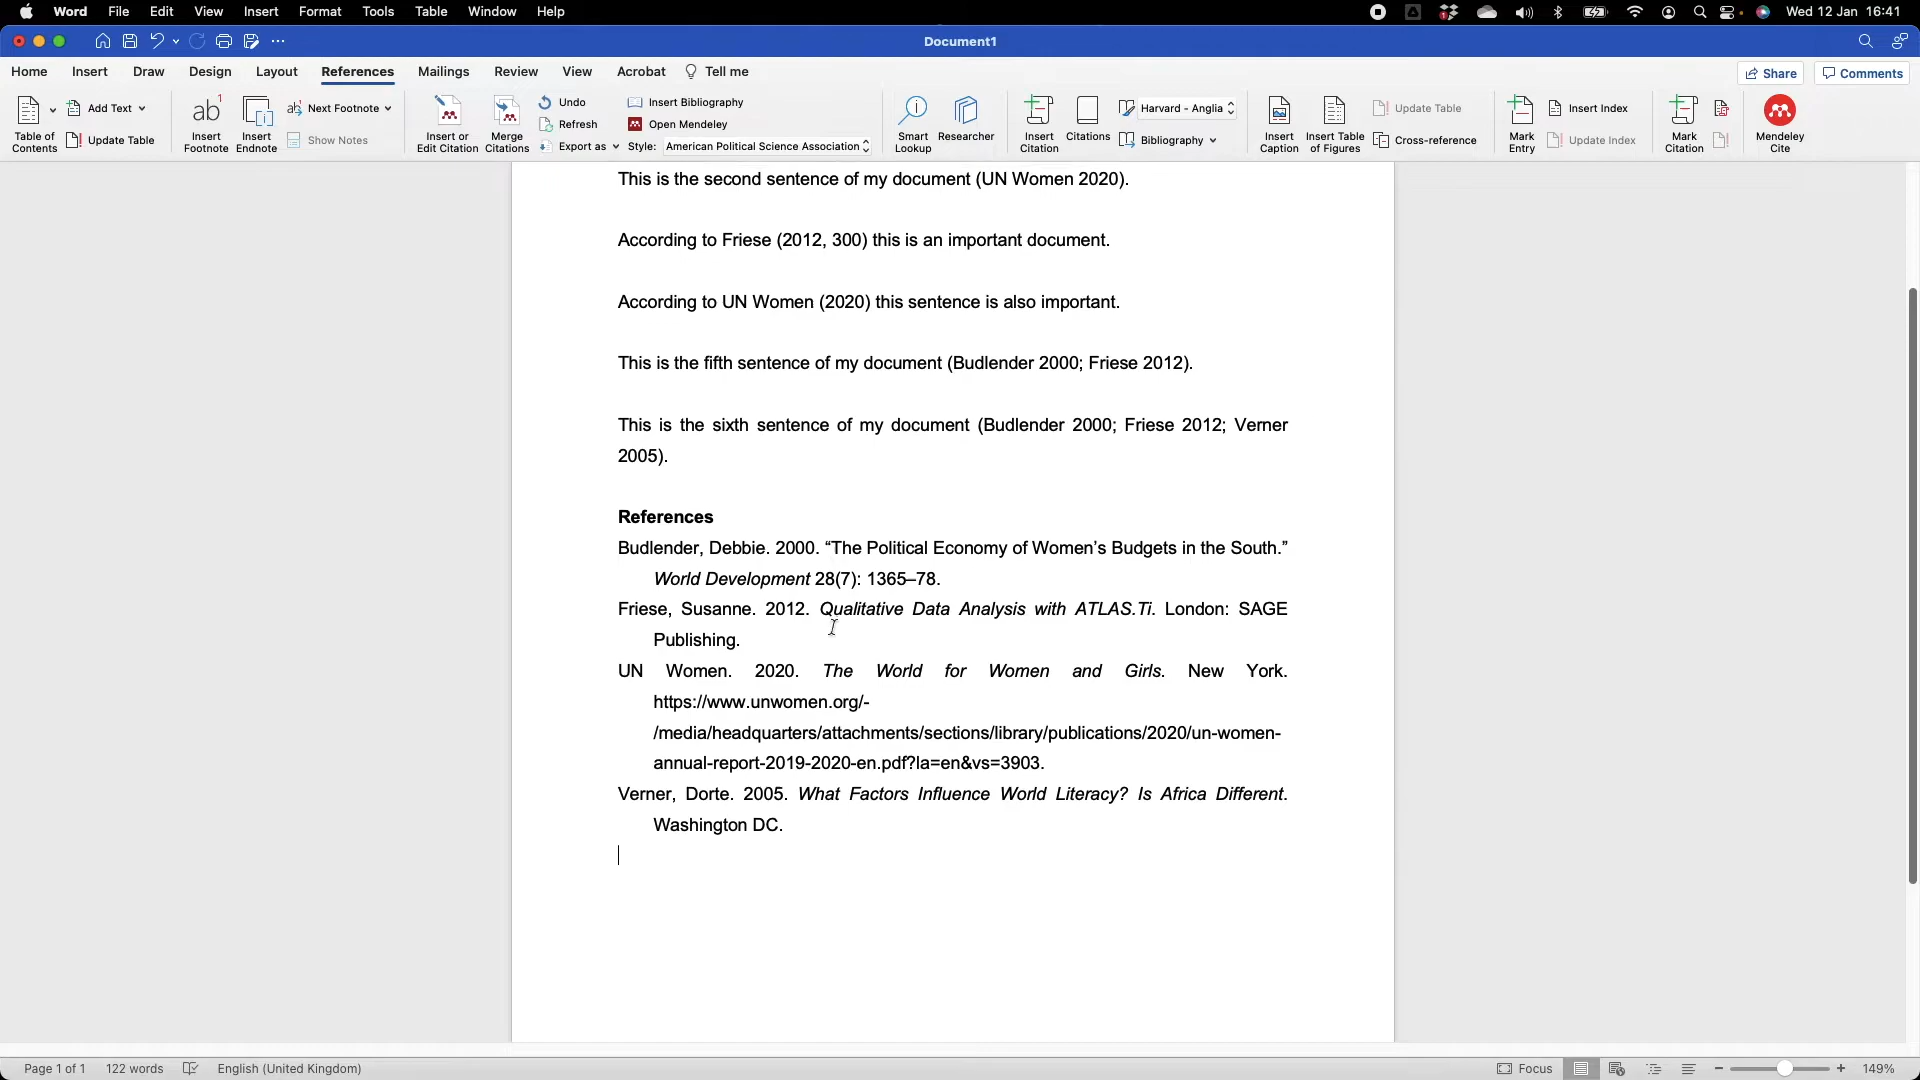 Word File Edit View Insert Format Tools Table Window Help Wed 12 Jan 16:41
Document1
Home Insert Draw Design Layout References Mailings Review View Acrobat Tell me Share Comments
Table of Contents Add Text Update Table
ab1 Insert Footnote Insert Endnote ab1 Next Footnote Show Notes
Insert or Edit Citation Merge Citations Undo Refresh Export as
Insert Bibliography Open Mendeley Style: American Political Science Association
Smart Lookup Researcher
Insert Citation Citations Harvard - Anglia Bibliography
Insert Caption Insert Table of Figures Update Table Cross-reference
Mark Entry Insert Index Update Index
Mark Citation
Mendeley Cite
This is the second sentence of my document (UN Women 2020).
According to Friese (2012, 300) this is an important document.
According to UN Women (2020) this sentence is also important.
This is the fifth sentence of my document (Budlender 2000; Friese 2012).
This is the sixth sentence of my document (Budlender 2000; Friese 2012; Verner
2005).
References
Budlender, Debbie. 2000. “The Political Economy of Women’s Budgets in the South.”
World Development 28(7): 1365–78.
Friese, Susanne. 2012. Qualitative Data Analysis with ATLAS.Ti. London: SAGE
Publishing.
UN Women. 2020. The World for Women and Girls. New York.
https://www.unwomen.org/-
/media/headquarters/attachments/sections/library/publications/2020/un-women-
annual-report-2019-2020-en.pdf?la=en&vs=3903.
Verner, Dorte. 2005. What Factors Influence World Literacy? Is Africa Different.
Washington DC.
Page 1 of 1 122 words English (United Kingdom) Focus 149%